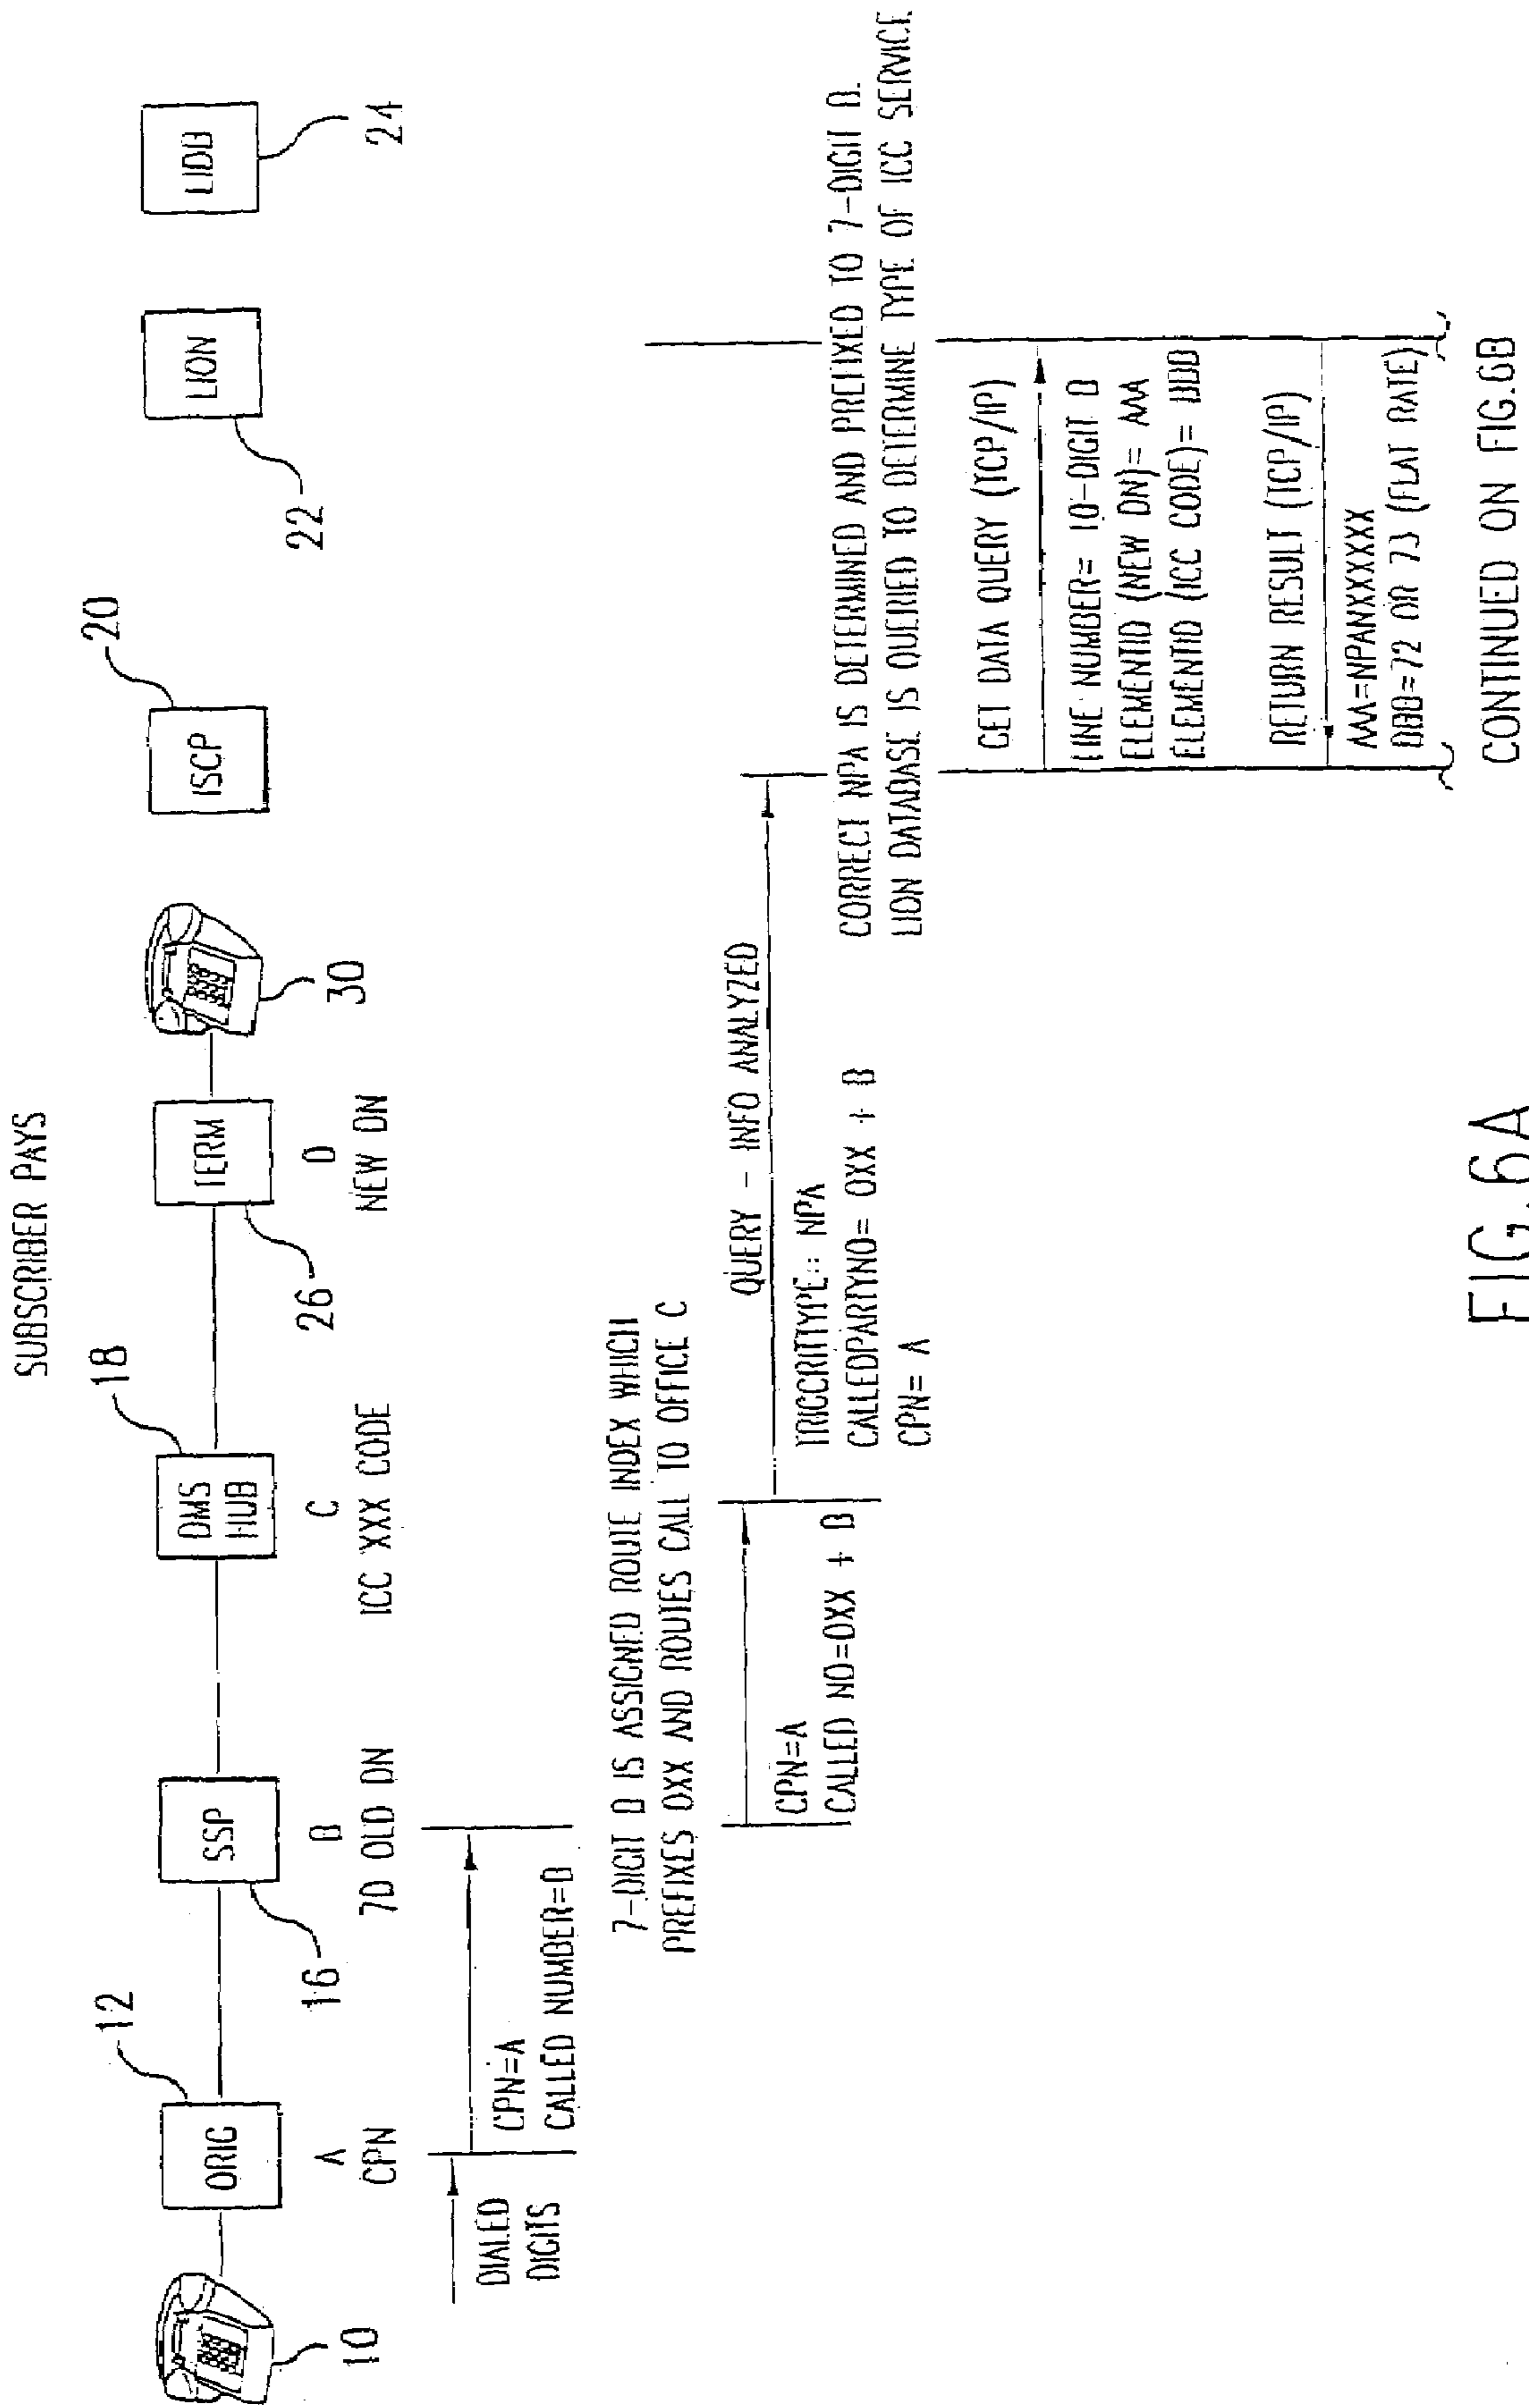 SUBSCRIBER PAYS
10
ORIG
12
A
CPN
SSP
16
B
7D OLD DN
DMS
HUB
18
C
ICC XXX CODE
TERM
26
D
NEW DN
30
ISCP
20
LION
22
LIDB
24
DIALED
DIGITS
CPN=A
CALLED NUMBER=B
7-DIGIT B IS ASSIGNED ROUTE INDEX WHICH
PREFIXES 0XX AND ROUTES CALL TO OFFICE C
CPN=A
CALLED NO=0XX + B
QUERY - INFO ANALYZED
TRIGCRITTYPE= NPA
CALLEDPARTYNO= 0XX + B
CPN= A
CORRECT NPA IS DETERMINED AND PREFIXED TO 7-DIGIT B.
LION DATABASE IS QUERIED TO DETERMINE TYPE OF ICC SERVICE
GET DATA QUERY (TCP/IP)
LINE NUMBER= 10-DIGIT B
ELEMENTID (NEW DN)= AAA
ELEMENTID (ICC CODE)= BBB
RETURN RESULT (TCP/IP)
AAA=NPANXXXXXX
BBB=72 OR 73 (FLAT RATE)
CONTINUED ON FIG.6B
FIG.6A